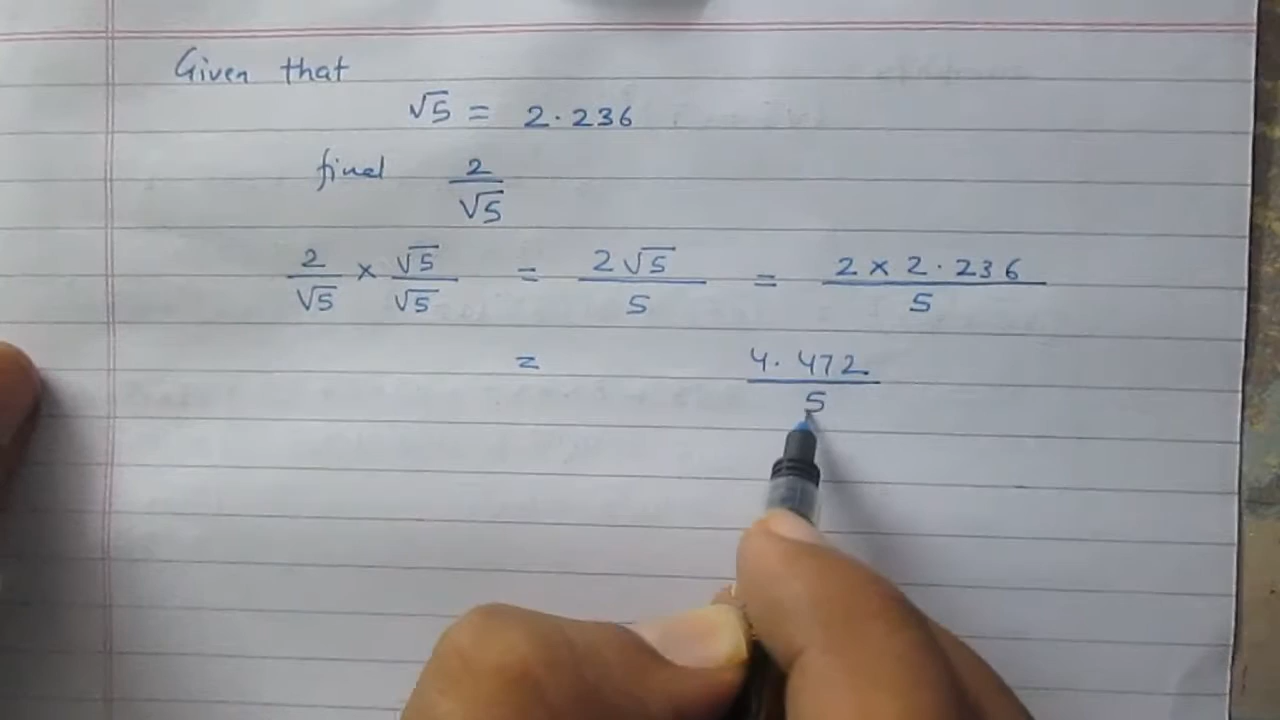 Given that
√5 = 2.236
find 2/√5
2/√5 × √5/√5 = 2√5/5 = 2 × 2.236/5
= 4.472/5